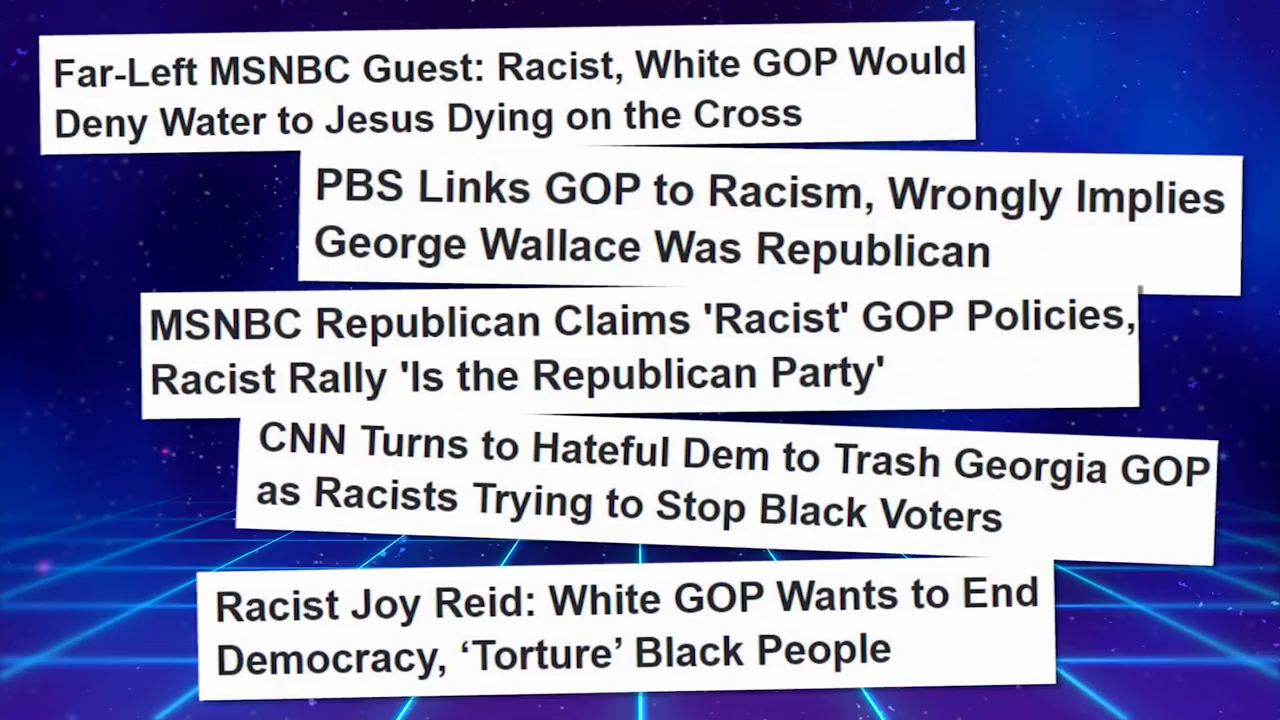 Far-Left MSNBC Guest: Racist, White GOP Would
Deny Water to Jesus Dying on the Cross
PBS Links GOP to Racism, Wrongly Implies
George Wallace Was Republican
MSNBC Republican Claims 'Racist' GOP Policies,
Racist Rally 'Is the Republican Party'
CNN Turns to Hateful Dem to Trash Georgia GOP
as Racists Trying to Stop Black Voters
Racist Joy Reid: White GOP Wants to End
Democracy, ‘Torture’ Black People